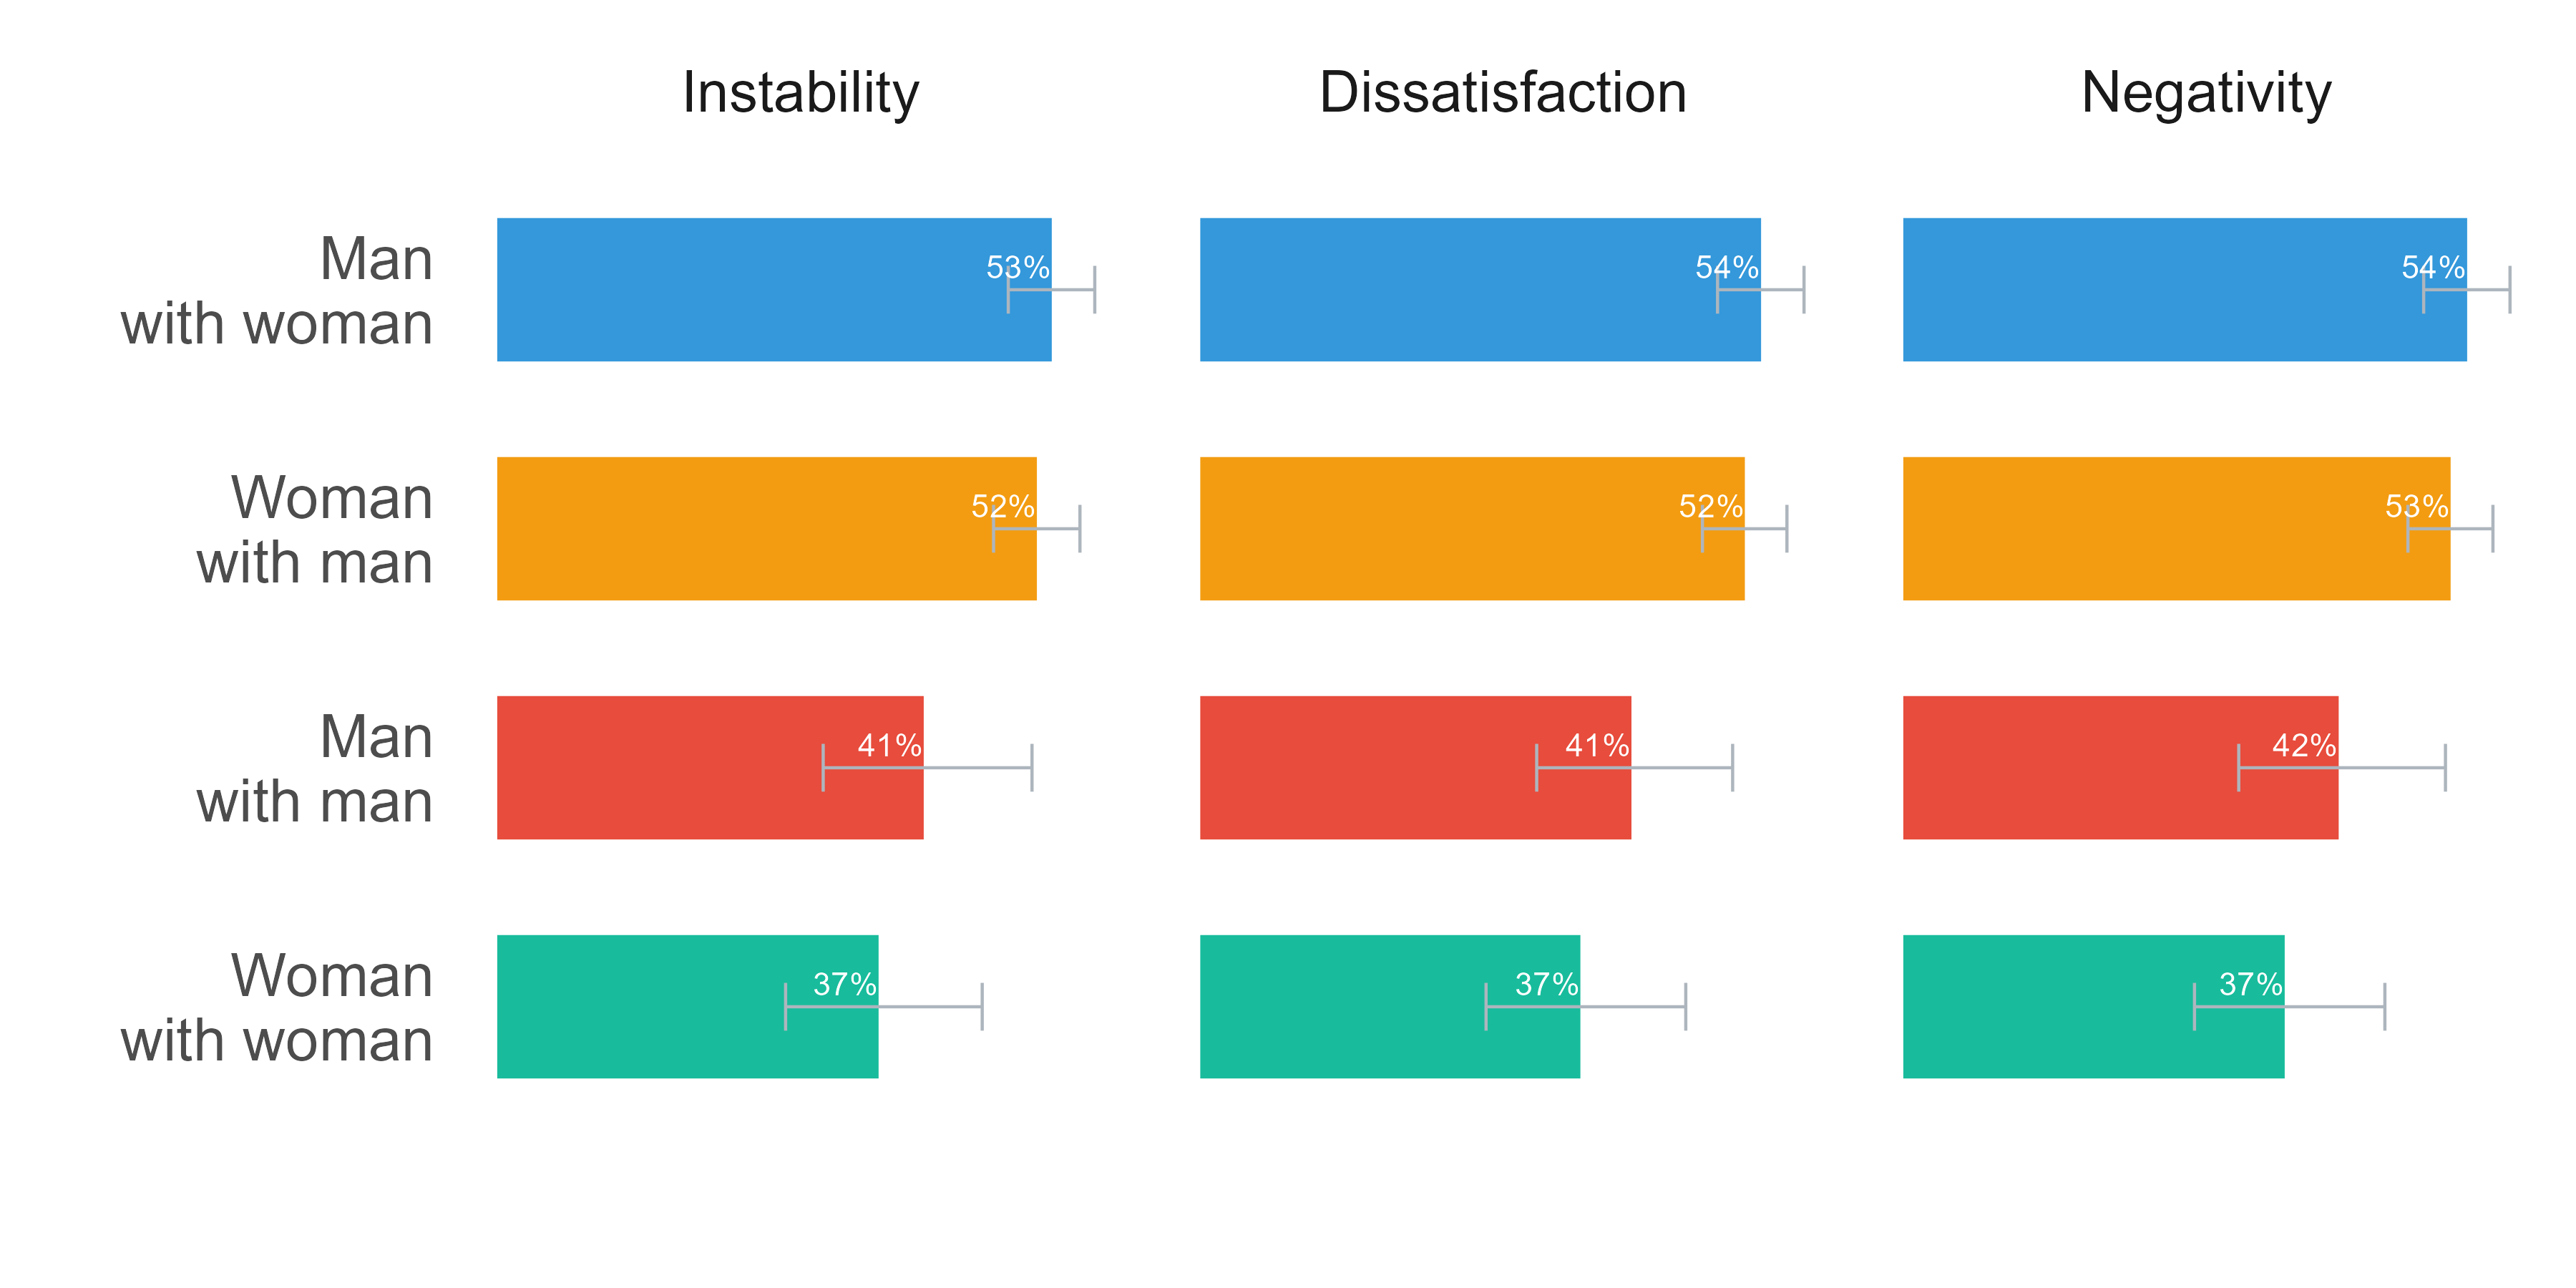 Instability
Dissatisfaction
Negativity
Man
with woman
53%
54%
54%
Woman
with man
52%
52%
53%
Man
with man
41%
41%
42%
Woman
with woman
37%
37%
37%